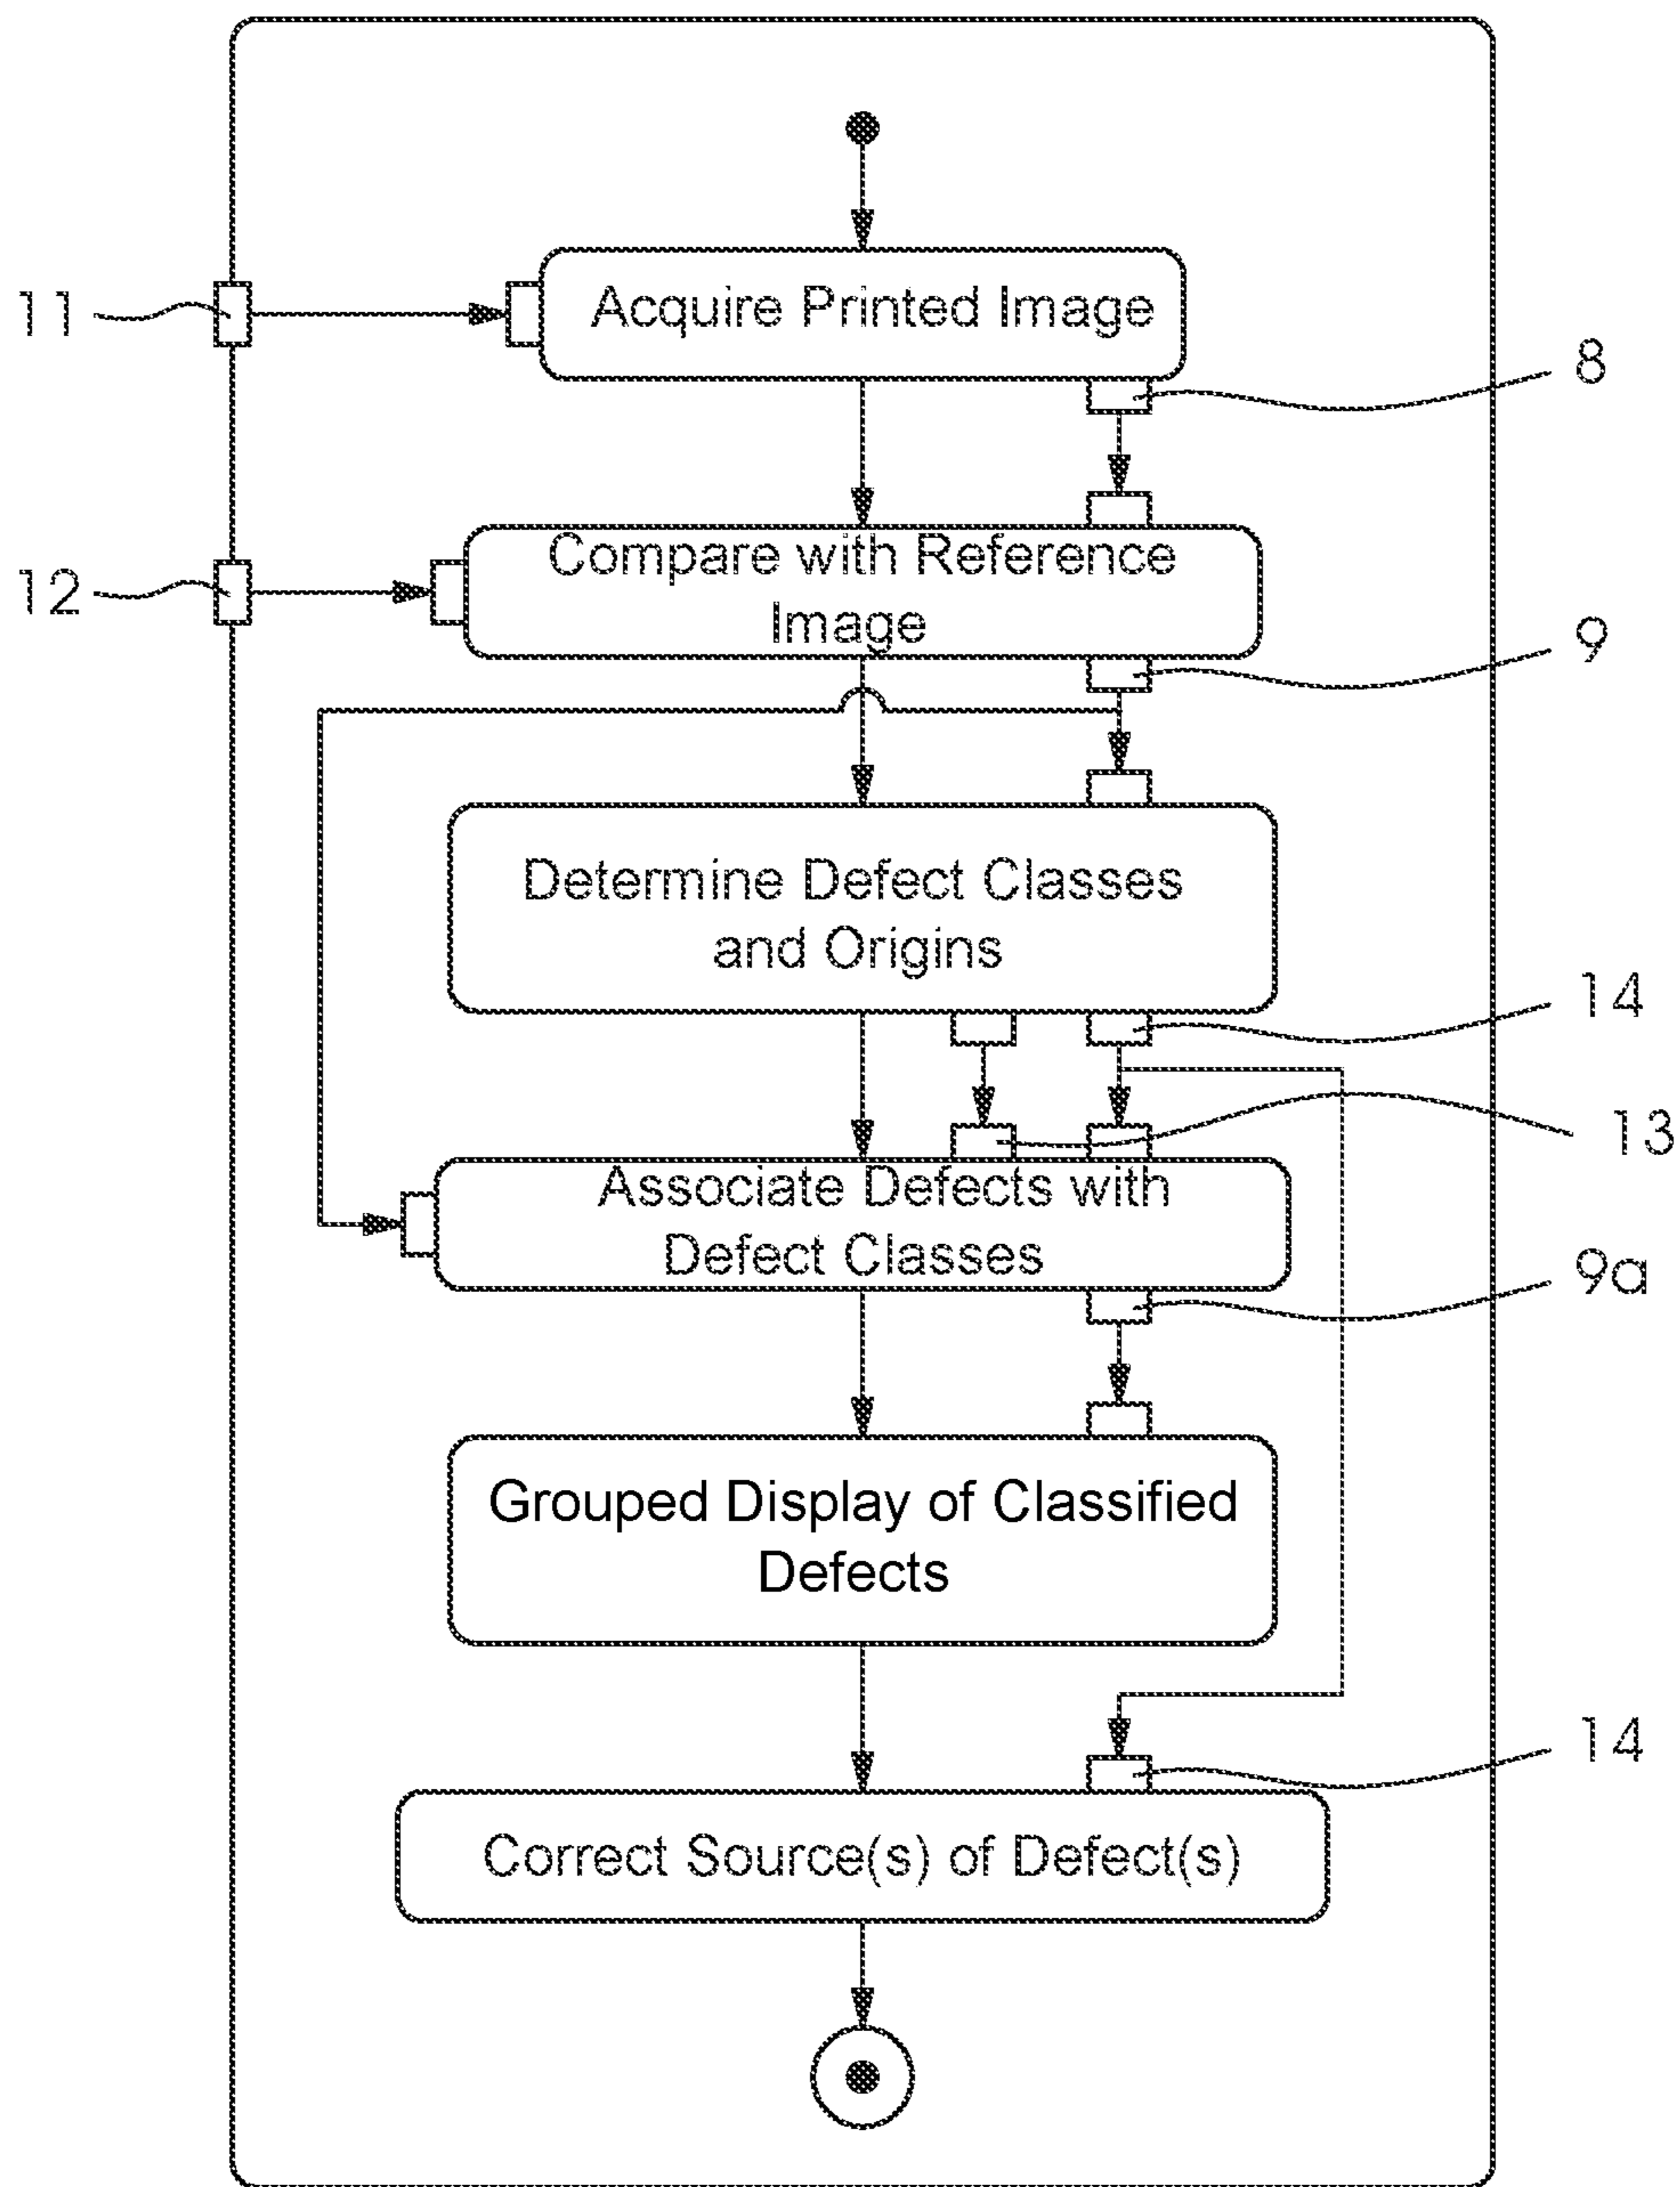 11
Acquire Printed Image
8
12
Compare with Reference
Image
9
Determine Defect Classes
and Origins
14
13
Associate Defects with
Defect Classes
9a
Grouped Display of Classified
Defects
14
Correct Source(s) of Defect(s)